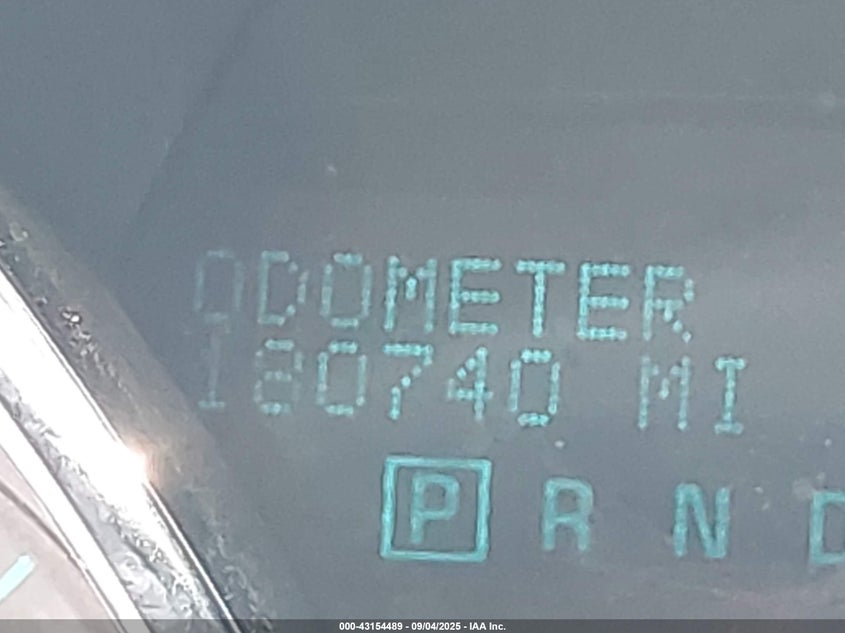 ODOMETER
180740 MI
P R N D
000-43154489 - 09/04/2025 - IAA Inc.